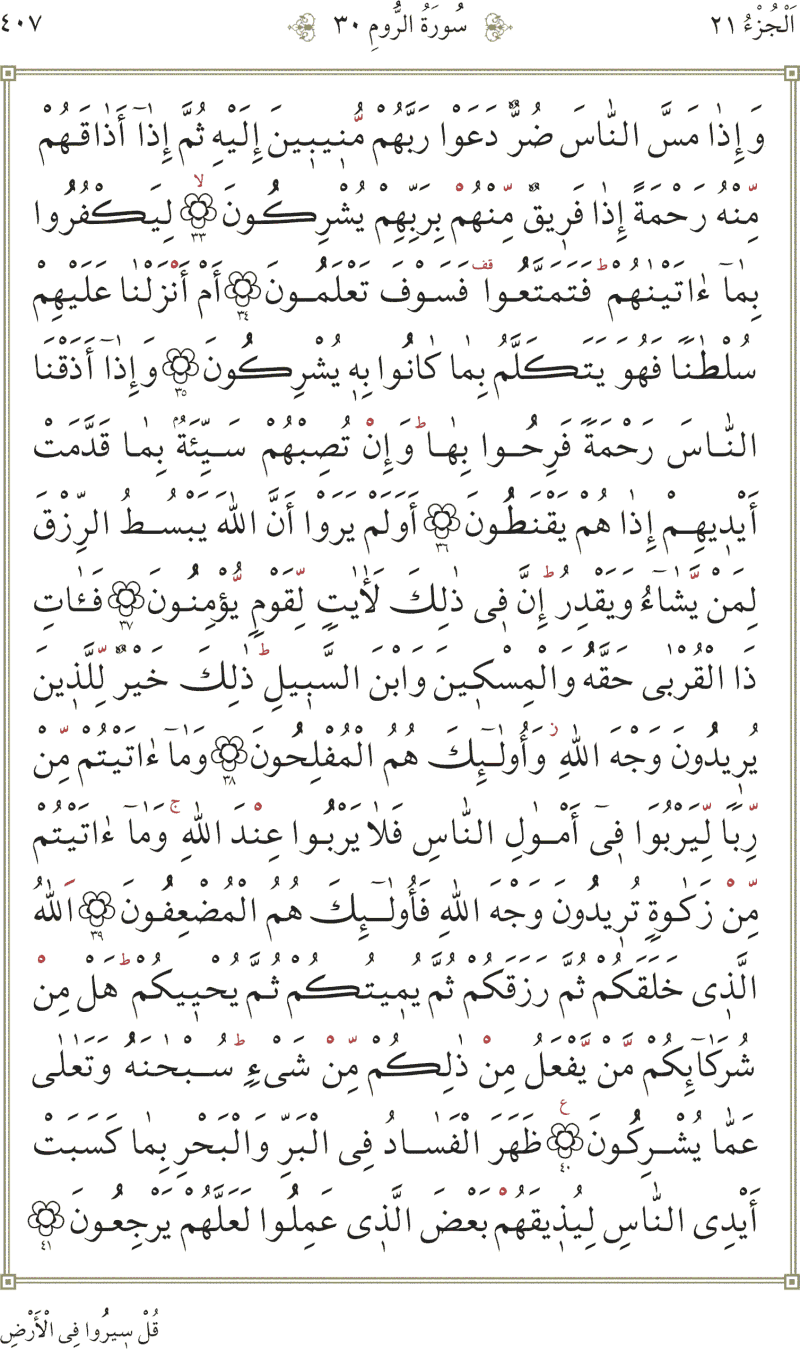 اَلْجُزْءُ ٢١ سُورَةُ الرُّومِ ٣٠ ٤٠٧
وَإِذَا مَسَّ النَّاسَ ضُرٌّ دَعَوْا رَبَّهُمْ مُّنِيبِينَ إِلَيْهِ ثُمَّ إِذَآ أَذَاقَهُمْ
مِّنْهُ رَحْمَةً إِذَا فَرِيقٌ مِّنْهُمْ بِرَبِّهِمْ يُشْرِكُونَ ۙ ٣٣ لِيَكْفُرُوا
بِمَآ ءَاتَيْنٰهُمْ ۜؕ فَتَمَتَّعُوا قف فَسَوْفَ تَعْلَمُونَ ٣٤ أَمْ أَنْزَلْنَا عَلَيْهِمْ
سُلْطٰنًا فَهُوَ يَتَكَلَّمُ بِمَا كَانُوا بِهِ يُشْرِكُونَ ٣٥ وَإِذَآ أَذَقْنَا
النَّاسَ رَحْمَةً فَرِحُوا بِهَا ؕ وَإِنْ تُصِبْهُمْ سَيِّئَةٌ بِمَا قَدَّمَتْ
أَيْدِيهِمْ إِذَا هُمْ يَقْنَطُونَ ٣٦ أَوَلَمْ يَرَوْا أَنَّ اللّٰهَ يَبْسُطُ الرِّزْقَ
لِمَنْ يَّشَآءُ وَيَقْدِرُ ؕ إِنَّ فِي ذٰلِكَ لَأٰيٰتٍ لِّقَوْمٍ يُّؤْمِنُونَ ٣٧ فَـَٔاتِ
ذَا الْقُرْبٰى حَقَّهُ وَالْمِسْكِينَ وَابْنَ السَّبِيلِ ؕ ذٰلِكَ خَيْرٌ لِّلَّذِينَ
يُرِيدُونَ وَجْهَ اللّٰهِ ز وَأُولٰٓئِكَ هُمُ الْمُفْلِحُونَ ٣٨ وَمَآ ءَاتَيْتُمْ مِّنْ
رِّبًا لِّيَرْبُوَا فِيٓ أَمْوٰلِ النَّاسِ فَلَا يَرْبُوا عِنْدَ اللّٰهِ ۚ وَمَآ ءَاتَيْتُمْ
مِّنْ زَكٰوةٍ تُرِيدُونَ وَجْهَ اللّٰهِ فَأُولٰٓئِكَ هُمُ الْمُضْعِفُونَ ٣٩ اَللّٰهُ
الَّذِي خَلَقَكُمْ ثُمَّ رَزَقَكُمْ ثُمَّ يُمِيتُكُمْ ثُمَّ يُحْيِيكُمْ ؕ هَلْ مِنْ
شُرَكَآئِكُمْ مَّنْ يَّفْعَلُ مِنْ ذٰلِكُمْ مِّنْ شَيْءٍ ؕ سُبْحٰنَهُ وَتَعَالٰى
عَمَّا يُشْرِكُونَ ع ٤٠ ظَهَرَ الْفَسَادُ فِي الْبَرِّ وَالْبَحْرِ بِمَا كَسَبَتْ
أَيْدِي النَّاسِ لِيُذِيقَهُمْ بَعْضَ الَّذِي عَمِلُوا لَعَلَّهُمْ يَرْجِعُونَ ٤١
قُلْ سِيرُوا فِي الْأَرْضِ